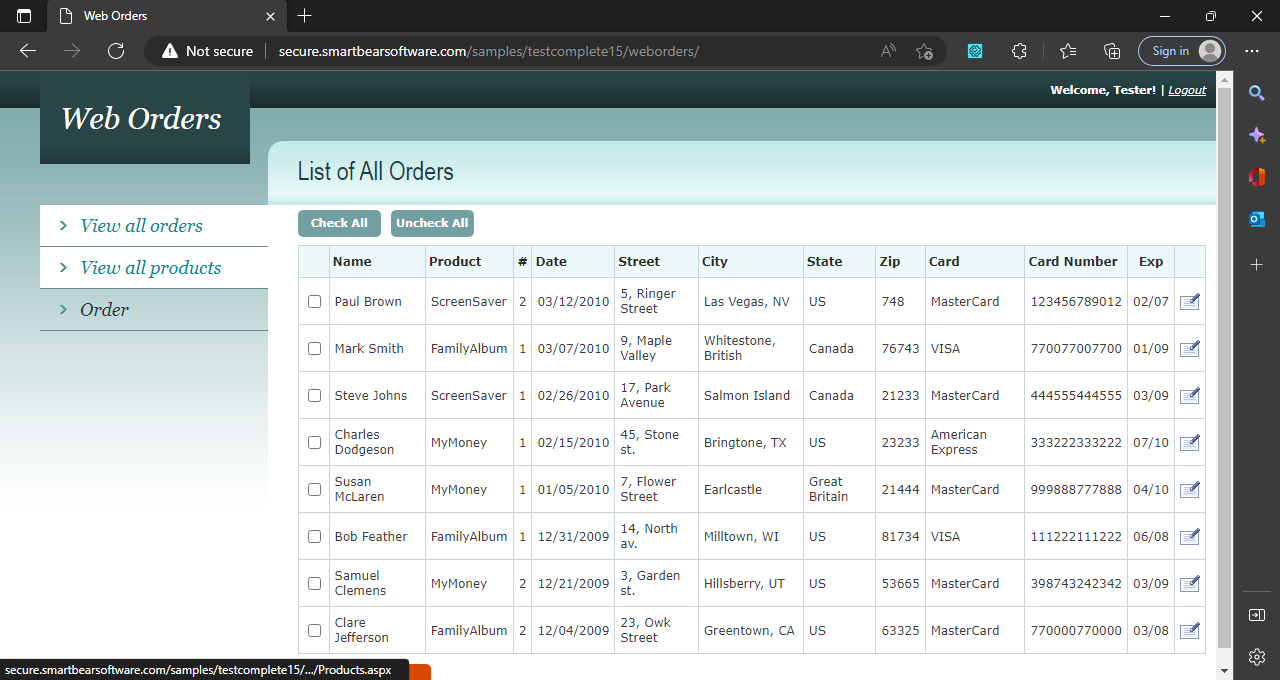 Web Orders
Not secure secure.smartbearsoftware.com/samples/testcomplete15/weborders/ Sign in
Welcome, Tester! | Logout
Web Orders
List of All Orders
View all orders
View all products
Order
Check All Uncheck All
Name Product # Date Street City State Zip Card Card Number Exp
Paul Brown ScreenSaver 2 03/12/2010 5, Ringer Street Las Vegas, NV US 748 MasterCard 123456789012 02/07
Mark Smith FamilyAlbum 1 03/07/2010 9, Maple Valley Whitestone, British Canada 76743 VISA 770077007700 01/09
Steve Johns ScreenSaver 1 02/26/2010 17, Park Avenue Salmon Island Canada 21233 MasterCard 444555444555 03/09
Charles Dodgeson MyMoney 1 02/15/2010 45, Stone st. Bringtone, TX US 23233 American Express 333222333222 07/10
Susan McLaren MyMoney 1 01/05/2010 7, Flower Street Earlcastle Great Britain 21444 MasterCard 999888777888 04/10
Bob Feather FamilyAlbum 1 12/31/2009 14, North av. Milltown, WI US 81734 VISA 111222111222 06/08
Samuel Clemens MyMoney 2 12/21/2009 3, Garden st. Hillsberry, UT US 53665 MasterCard 398743242342 03/09
Clare Jefferson FamilyAlbum 2 12/04/2009 23, Owk Street Greentown, CA US 63325 MasterCard 770000770000 03/08
secure.smartbearsoftware.com/samples/testcomplete15/.../Products.aspx